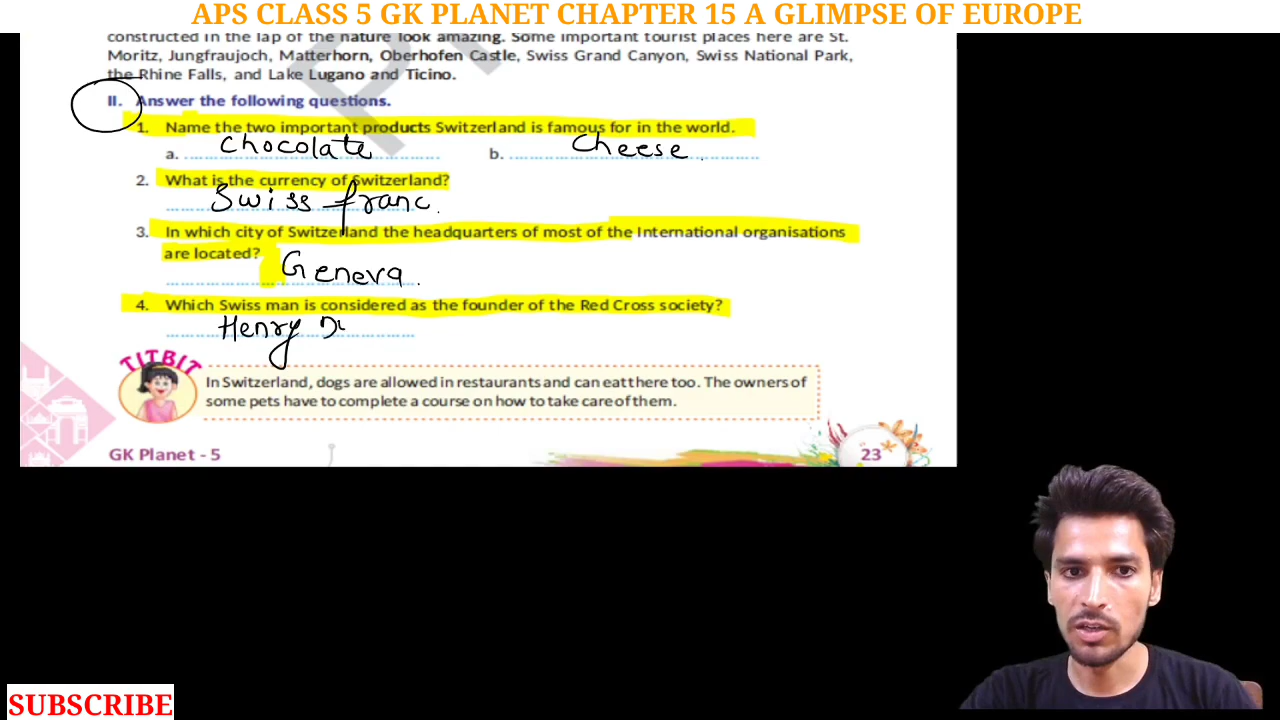 APS CLASS 5 GK PLANET CHAPTER 15 A GLIMPSE OF EUROPE
constructed in the lap of the nature look amazing. Some important tourist places here are St.
Moritz, Jungfraujoch, Matterhorn, Oberhofen Castle, Swiss Grand Canyon, Swiss National Park,
the Rhine Falls, and Lake Lugano and Ticino.
II. Answer the following questions.
1. Name the two important products Switzerland is famous for in the world.
a. Chocolate b. Cheese
2. What is the currency of Switzerland?
Swiss franc.
3. In which city of Switzerland the headquarters of most of the International organisations
are located?
Geneva.
4. Which Swiss man is considered as the founder of the Red Cross society?
Henry
TITBIT
In Switzerland, dogs are allowed in restaurants and can eat there too. The owners of
some pets have to complete a course on how to take care of them.
GK Planet - 5
23
SUBSCRIBE